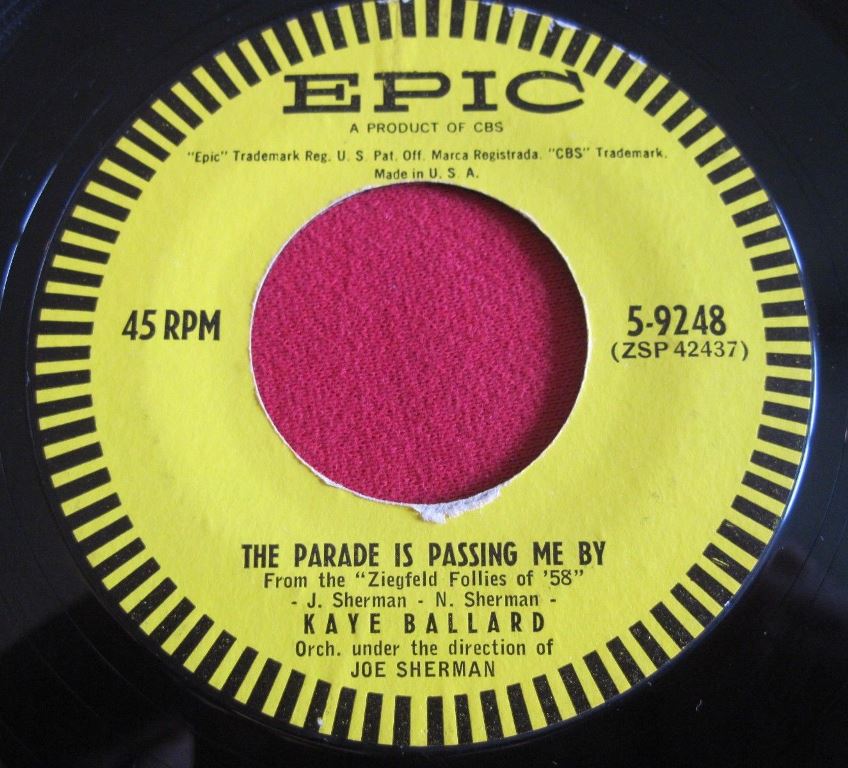 EPIC
A PRODUCT OF CBS
"Epic" Trademark Reg. U. S. Pat. Off. Marca Registrada. "CBS" Trademark.
Made in U. S. A.
45 RPM
5-9248
(ZSP 42437)
THE PARADE IS PASSING ME BY
From the "Ziegfeld Follies of '58"
- J. Sherman - N. Sherman -
KAYE BALLARD
Orch. under the direction of
JOE SHERMAN